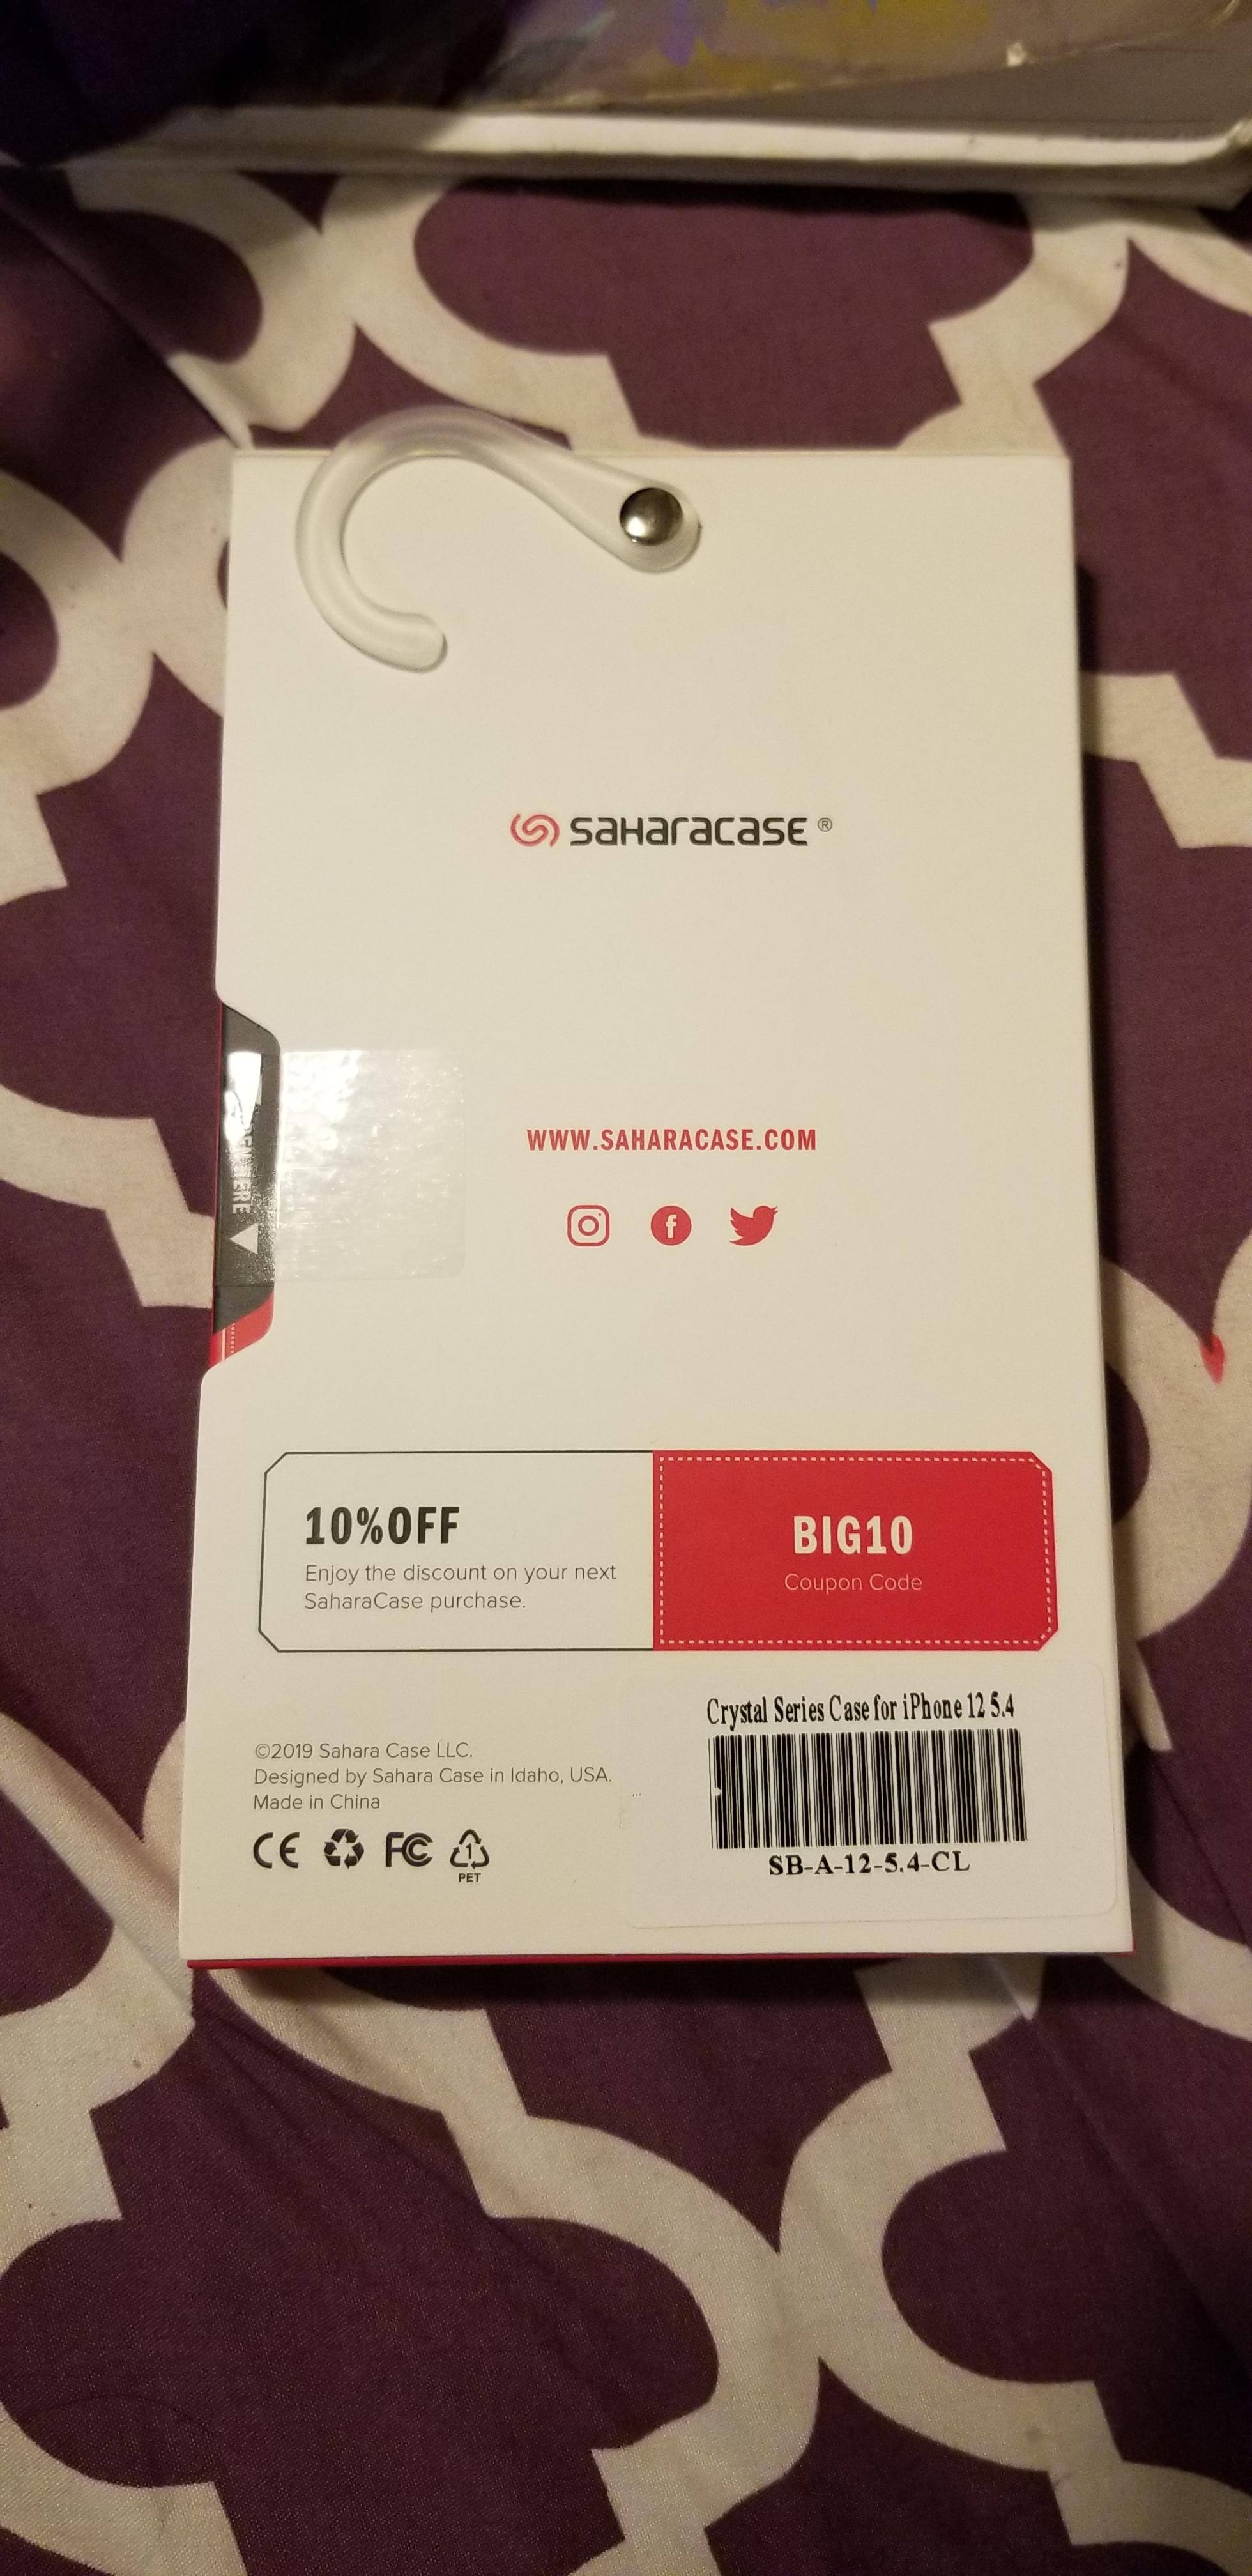 saharacase®
WWW.SAHARACASE.COM
HERE
10%OFF
Enjoy the discount on your next
SaharaCase purchase.
BIG10
Coupon Code
Crystal Series Case for iPhone 12 5.4
SB-A-12-5.4-CL
©2019 Sahara Case LLC.
Designed by Sahara Case in Idaho, USA.
Made in China
CE FC 1
PET